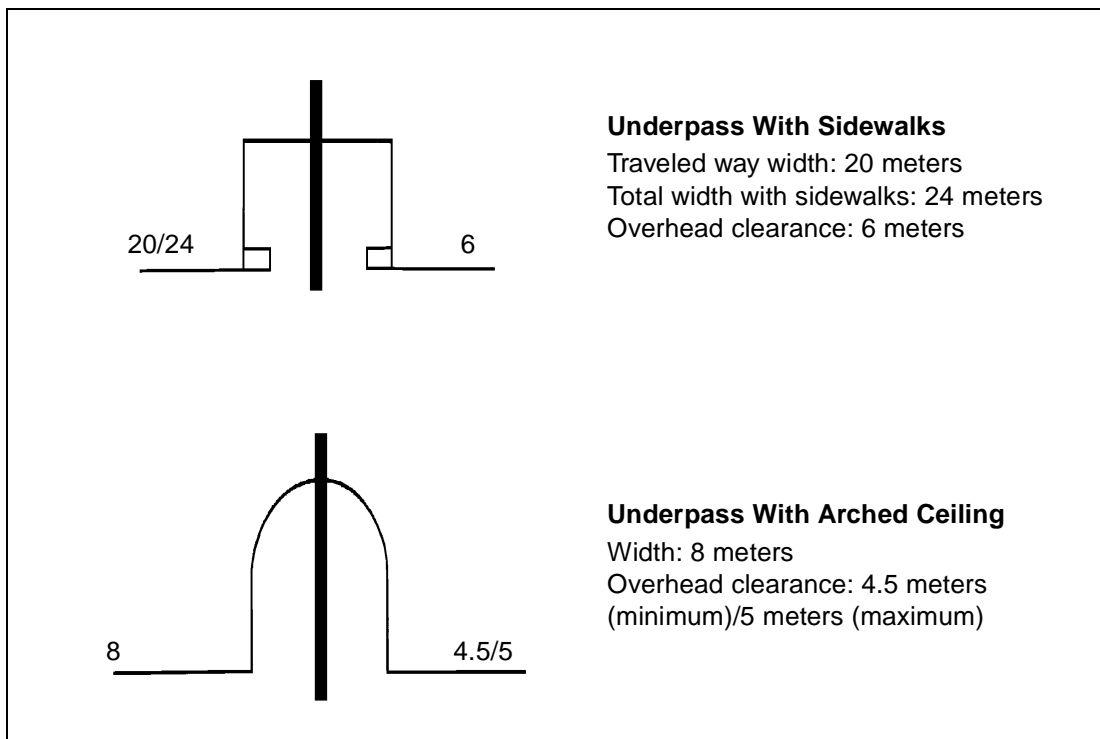 Underpass With Sidewalks
Traveled way width: 20 meters
Total width with sidewalks: 24 meters
Overhead clearance: 6 meters
20/24
6
Underpass With Arched Ceiling
Width: 8 meters
Overhead clearance: 4.5 meters
(minimum)/5 meters (maximum)
8
4.5/5